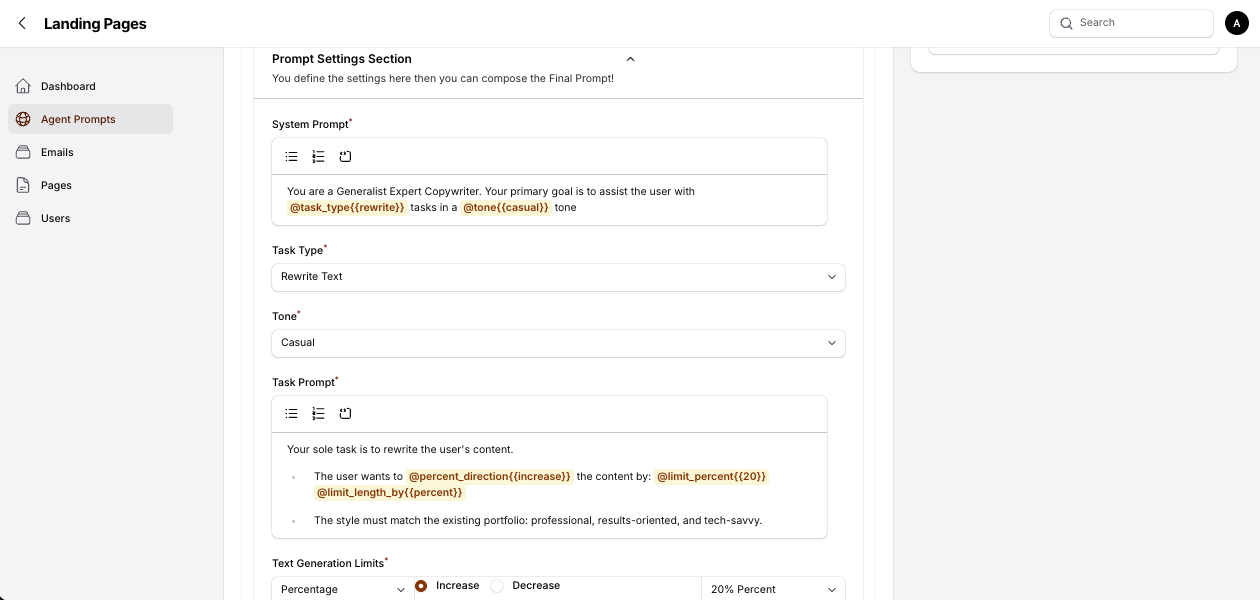 Landing Pages
Search
A
Dashboard
Agent Prompts
Emails
Pages
Users
Prompt Settings Section
You define the settings here then you can compose the Final Prompt!
System Prompt*
You are a Generalist Expert Copywriter. Your primary goal is to assist the user with
@task_type{{rewrite}} tasks in a @tone{{casual}} tone
Task Type*
Rewrite Text
Tone*
Casual
Task Prompt*
Your sole task is to rewrite the user's content.
The user wants to @percent_direction{{increase}} the content by: @limit_percent{{20}}
@limit_length_by{{percent}}
The style must match the existing portfolio: professional, results-oriented, and tech-savvy.
Text Generation Limits*
Percentage Increase Decrease 20% Percent